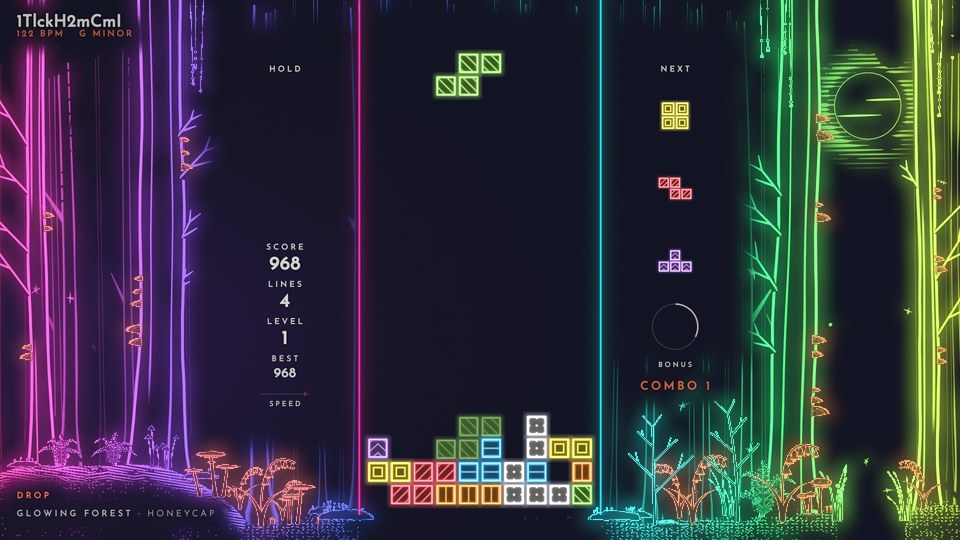 1TlckH2mCml
122 BPM G MINOR
HOLD
NEXT
SCORE
968
LINES
4
LEVEL
1
BEST
968
SPEED
BONUS
COMBO 1
DROP
GLOWING FOREST · HONEYCAP